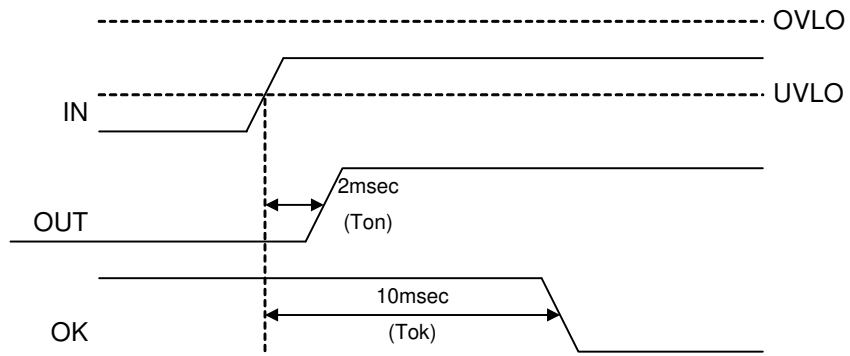 OVLO
UVLO
IN
2msec
(Ton)
OUT
10msec
(Tok)
OK